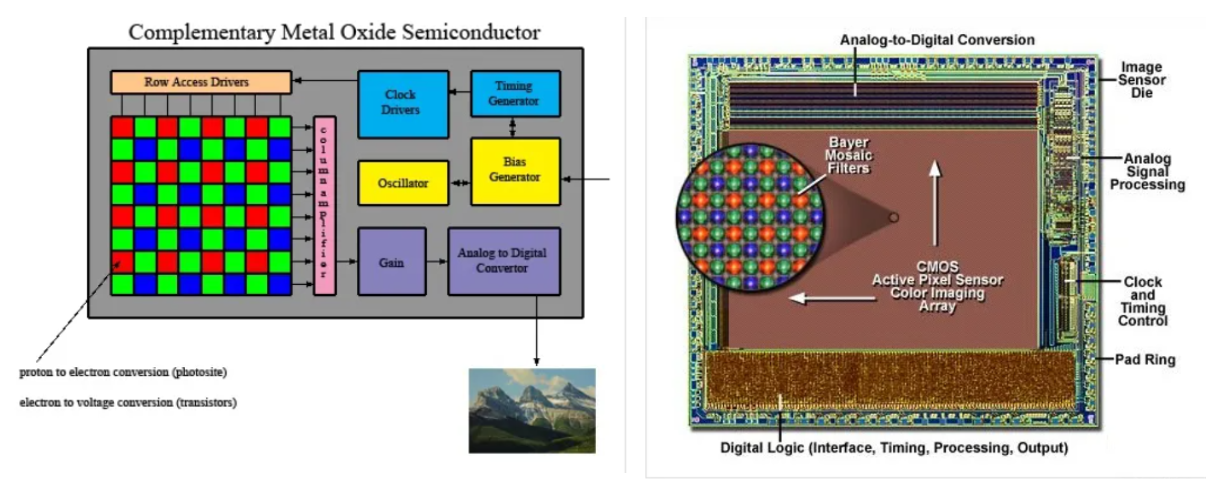 Complementary Metal Oxide Semiconductor
Row Access Drivers
Clock
Drivers
Timing
Generator
column amplifier
Oscillator
Bias
Generator
Gain
Analog to Digital
Convertor
proton to electron conversion (photosite)
electron to voltage conversion (transistors)
Analog-to-Digital Conversion
Image
Sensor
Die
Bayer
Mosaic
Filters
Analog
Signal
Processing
CMOS
Active Pixel Sensor
Color Imaging
Array
Clock
and
Timing
Control
Pad Ring
Digital Logic (Interface, Timing, Processing, Output)